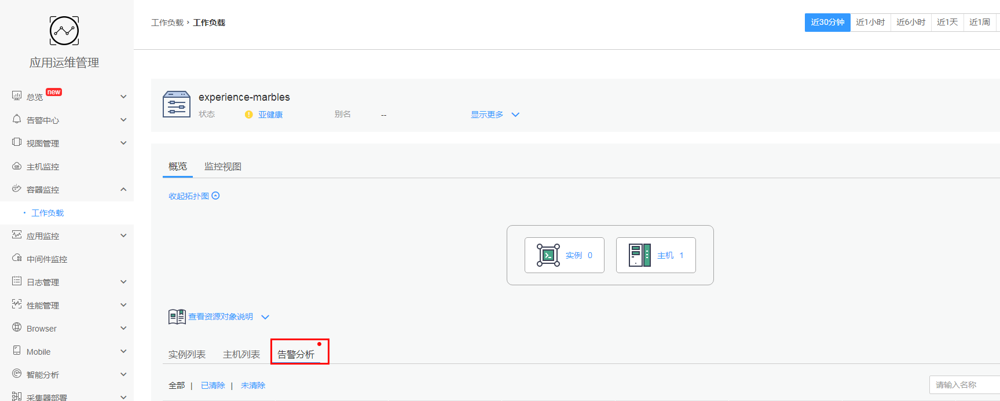 应用运维管理
总览 new
告警中心
视图管理
主机监控
容器监控
工作负载
应用监控
中间件监控
日志管理
性能管理
Browser
Mobile
智能分析
采集器部署
工作负载 › 工作负载
近30分钟 近1小时 近6小时 近1天 近1周
experience-marbles
状态 亚健康 别名 -- 显示更多
概览 监控视图
收起拓扑图
实例 0 主机 1
查看资源对象说明
实例列表 主机列表 告警分析
全部 | 已清除 | 未清除
请输入名称